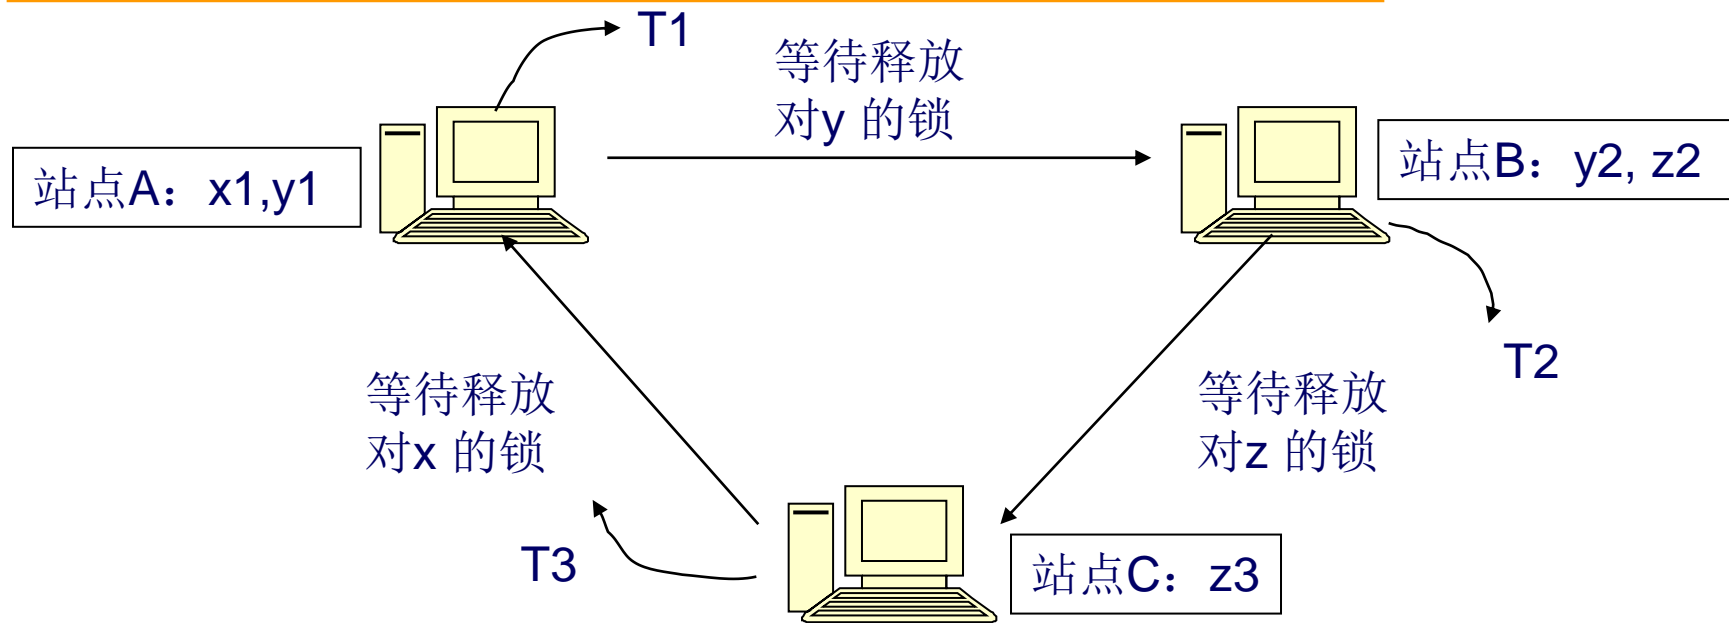 T1
等待释放
对y 的锁
站点A：x1,y1
站点B：y2, z2
T2
等待释放
对x 的锁
等待释放
对z 的锁
T3
站点C：z3